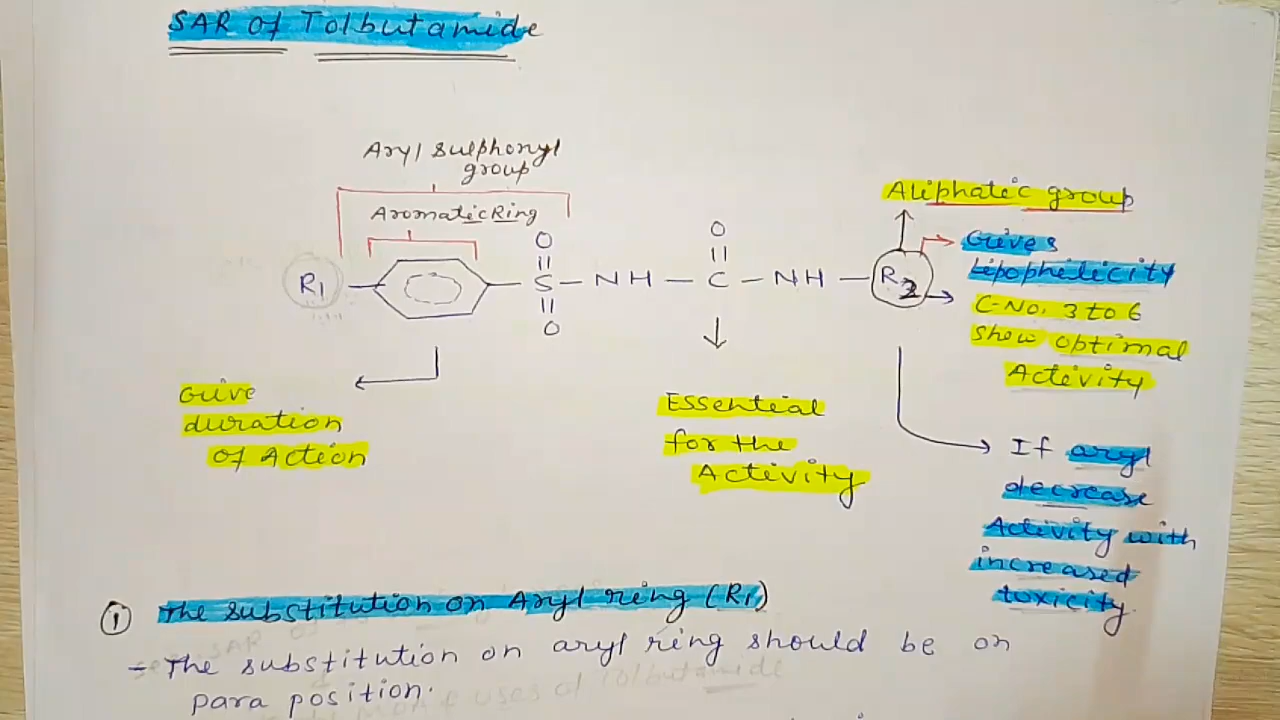 SAR of Tolbutamide
Aryl Sulphonyl
group
Aromatic Ring
R1
O
S
O
NH
O
C
NH
R2
Aliphatic group
Gives
Lipophilicity
C-No. 3 to 6
Show optimal
Activity
Give
duration
of Action
Essential
for the
Activity
If aryl
decrease
Activity with
increased
toxicity.
① The substitution on Aryl ring (R1)
- The substitution on aryl ring should be on
para position.